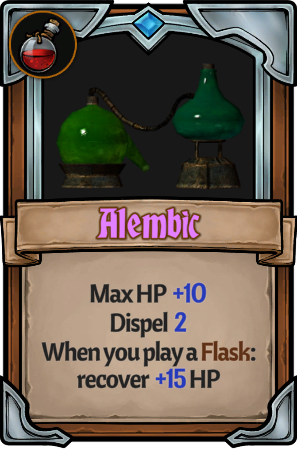 Alembic
Max HP +10
Dispel 2
When you play a Flask:
recover +15 HP